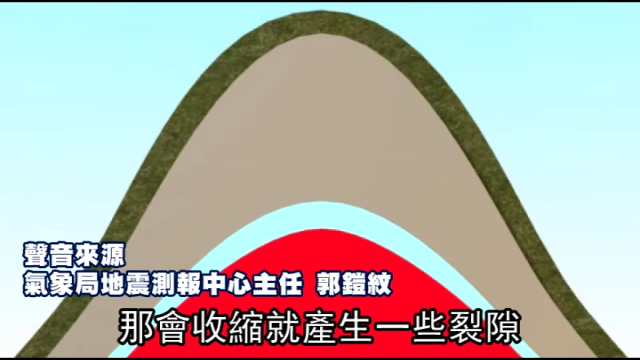 聲音來源
氣象局地震測報中心主任 郭鎧紋
那會收縮就產生一些裂隙